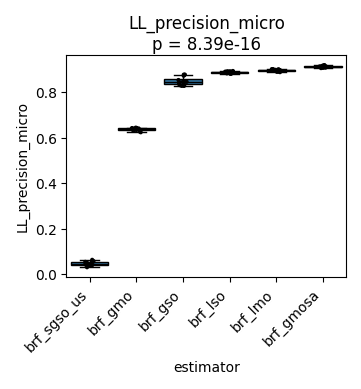 LL_precision_micro
p = 8.39e-16
LL_precision_micro
0.8
0.6
0.4
0.2
0.0
brf_sgso_us
brf_gmo
brf_gso
brf_lso
brf_lmo
brf_gmosa
estimator